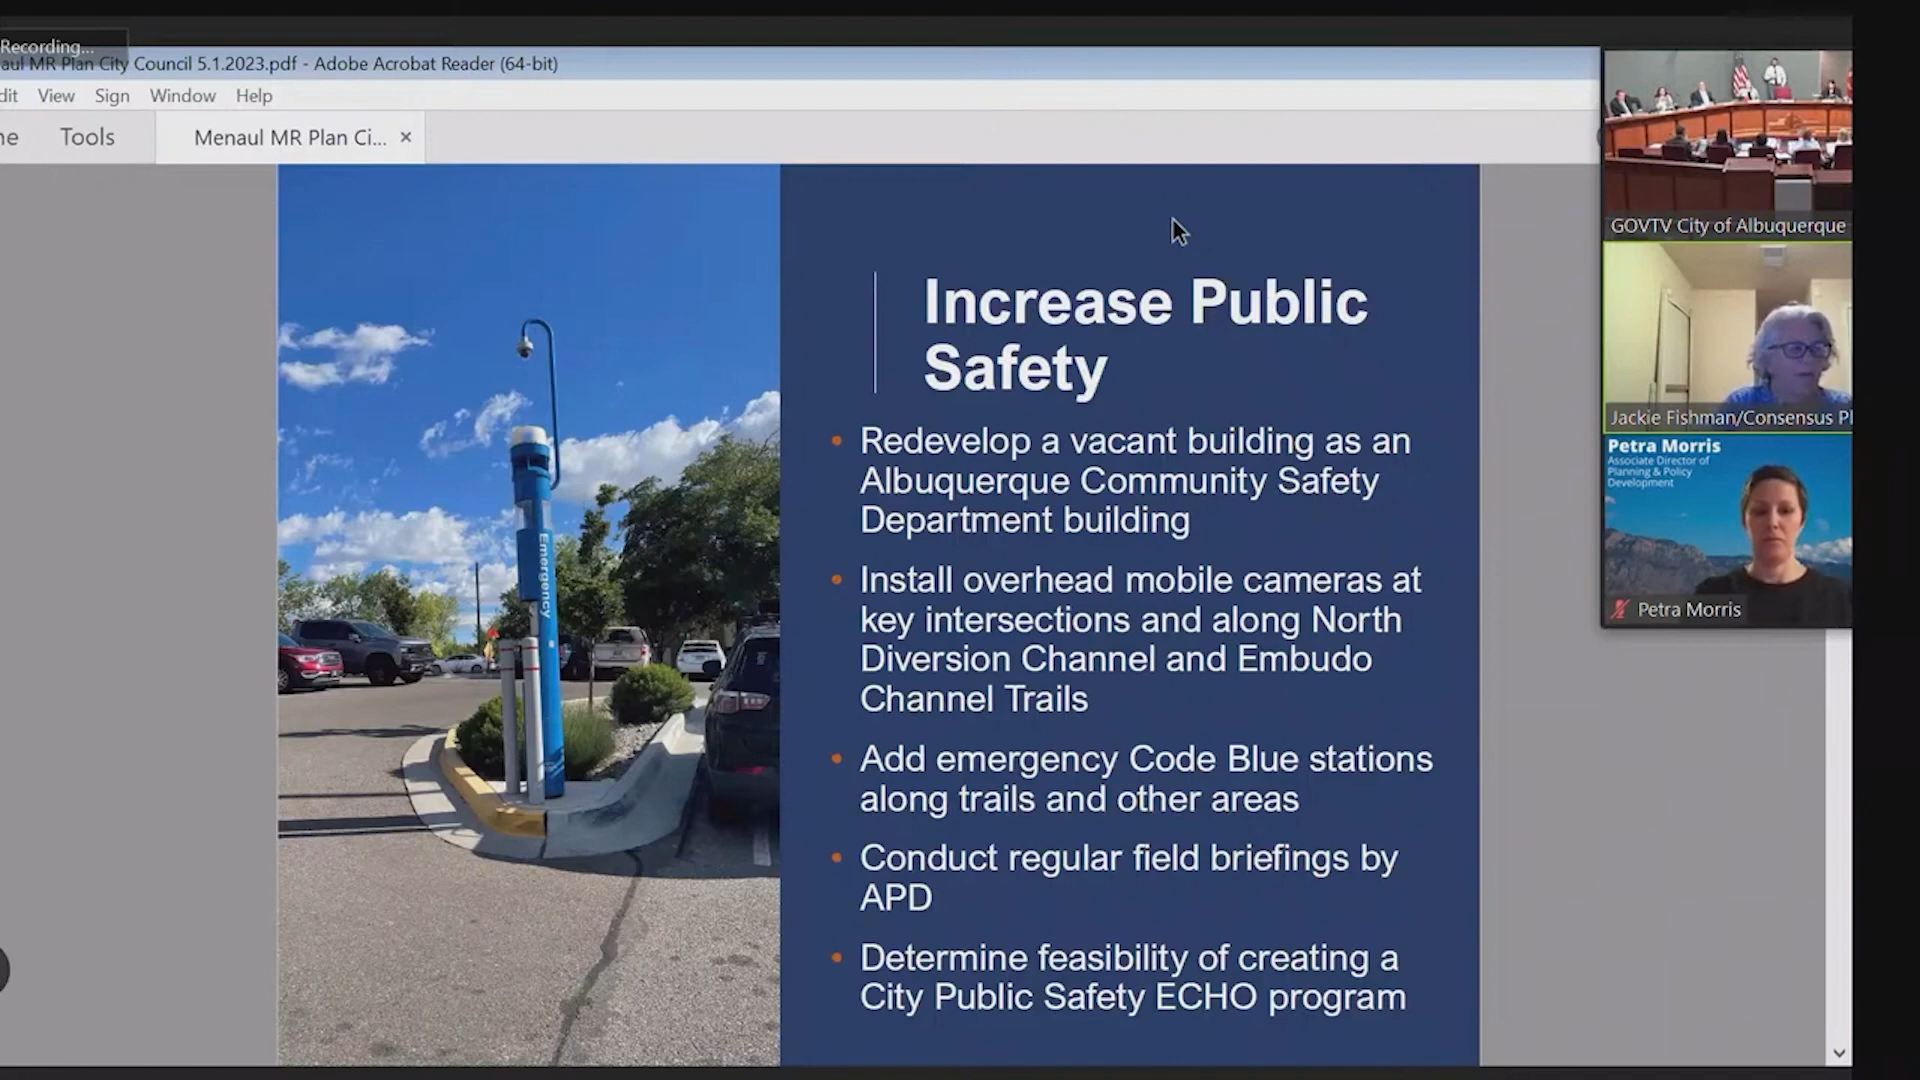 Recording...
aul MR Plan City Council 5.1.2023.pdf - Adobe Acrobat Reader (64-bit)
dit View Sign Window Help
ne Tools Menaul MR Plan Ci... ×
Increase Public
Safety
• Redevelop a vacant building as an
Albuquerque Community Safety
Department building
• Install overhead mobile cameras at
key intersections and along North
Diversion Channel and Embudo
Channel Trails
• Add emergency Code Blue stations
along trails and other areas
• Conduct regular field briefings by
APD
• Determine feasibility of creating a
City Public Safety ECHO program
Emergency
GOVTV City of Albuquerque
Jackie Fishman/Consensus Pl
Petra Morris
Associate Director of
Planning & Policy
Development
Petra Morris